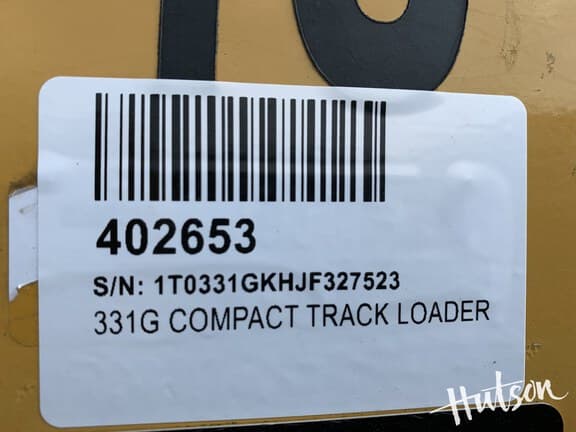 402653
S/N: 1T0331GKHJF327523
331G COMPACT TRACK LOADER
Hutson